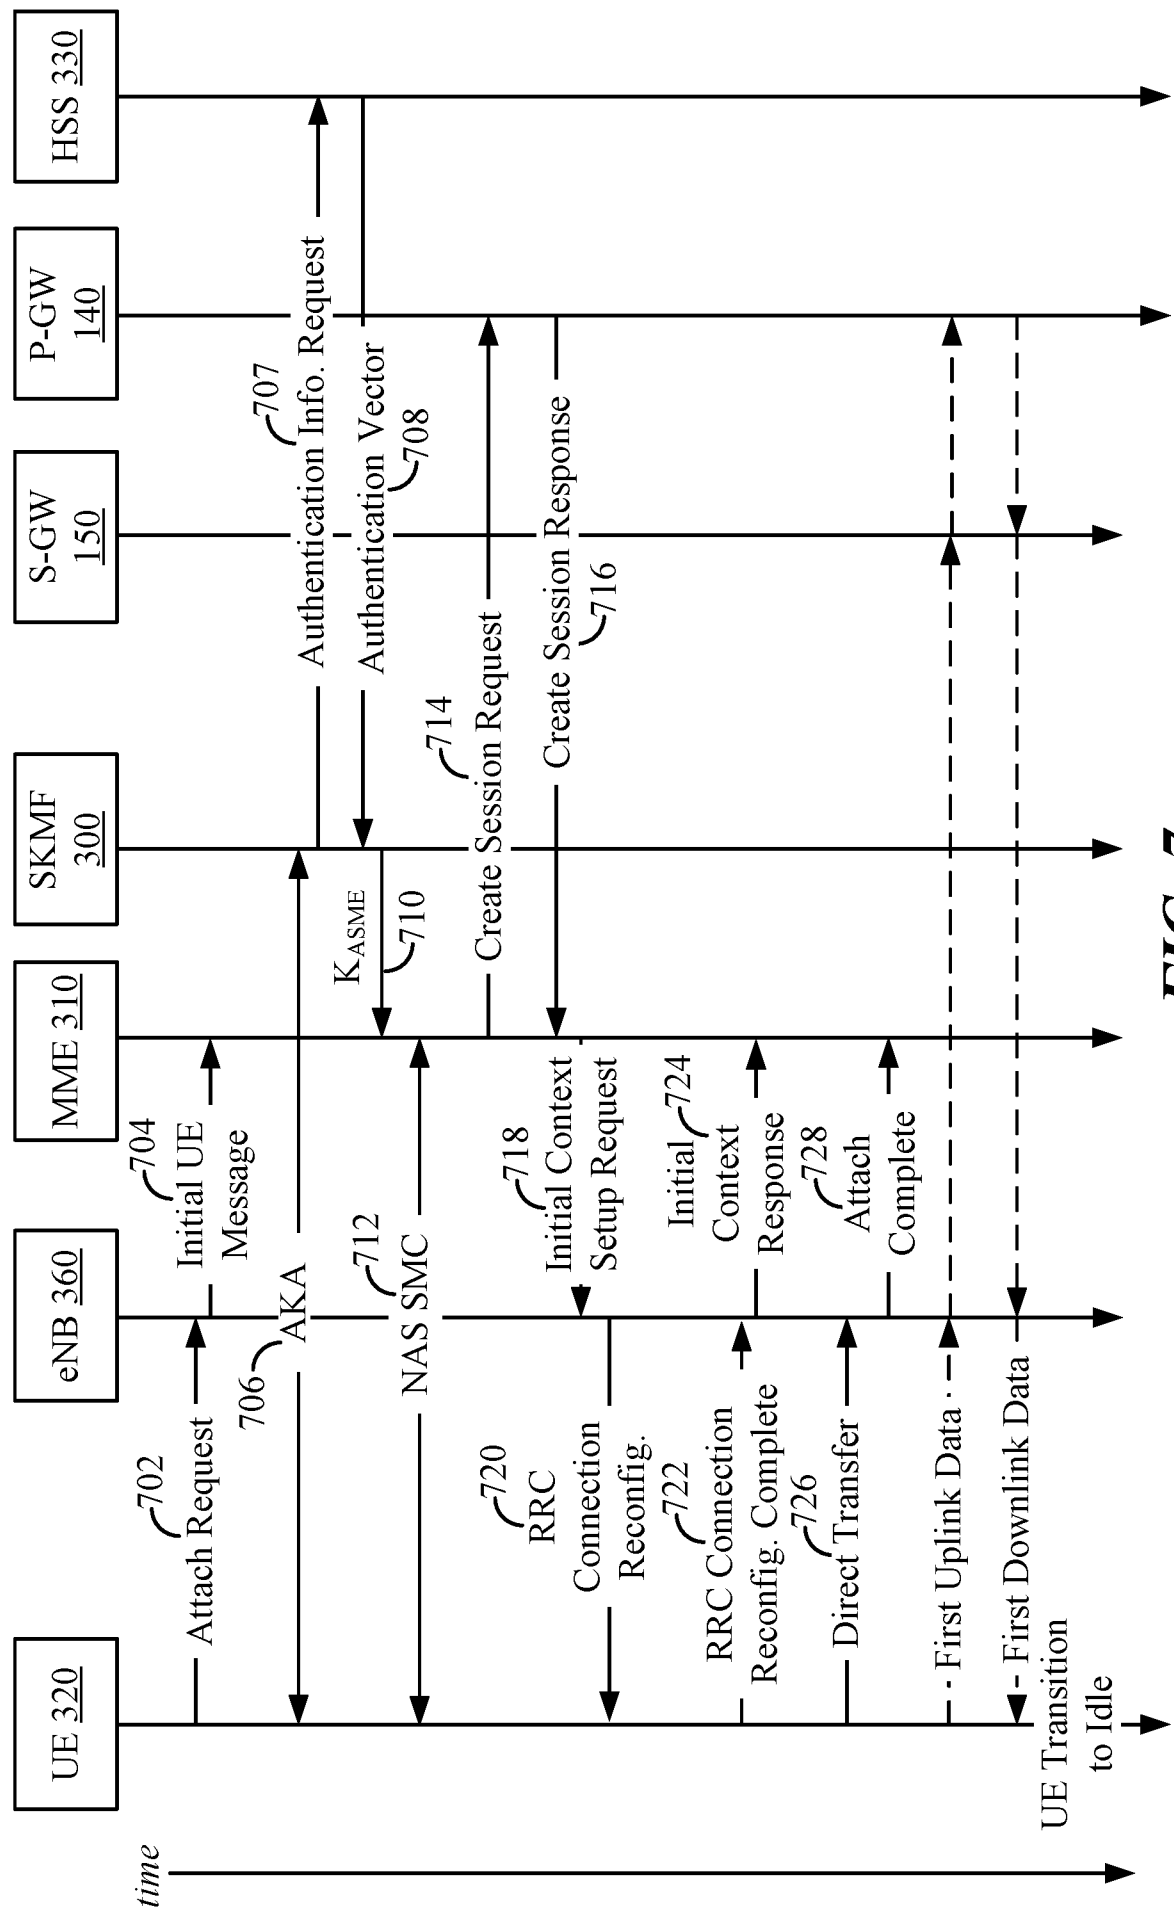 time
UE 320
eNB 360
MME 310
SKMF
300
S-GW
150
P-GW
140
HSS 330
702
Attach Request
704
Initial UE
Message
706
AKA
707
Authentication Info. Request
Authentication Vector
708
KASME
710
712
NAS SMC
714
Create Session Request
Create Session Response
716
718
Initial Context
Setup Request
720
RRC
Connection
Reconfig.
722
RRC Connection
Reconfig. Complete
724
Initial
Context
Response
726
Direct Transfer
728
Attach
Complete
First Uplink Data
First Downlink Data
UE Transition
to Idle